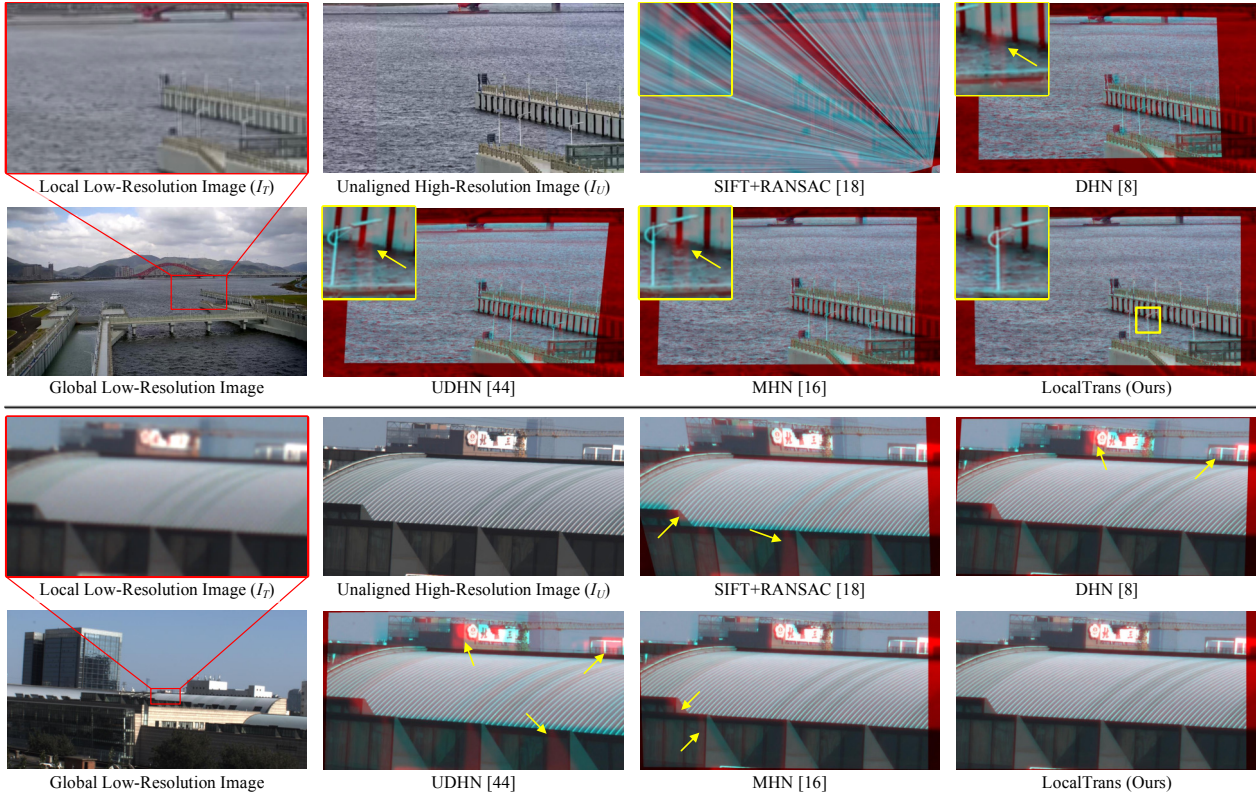 Local Low-Resolution Image (I_T)
Unaligned High-Resolution Image (I_U)
SIFT+RANSAC [18]
DHN [8]
Global Low-Resolution Image
UDHN [44]
MHN [16]
LocalTrans (Ours)
Local Low-Resolution Image (I_T)
Unaligned High-Resolution Image (I_U)
SIFT+RANSAC [18]
DHN [8]
Global Low-Resolution Image
UDHN [44]
MHN [16]
LocalTrans (Ours)